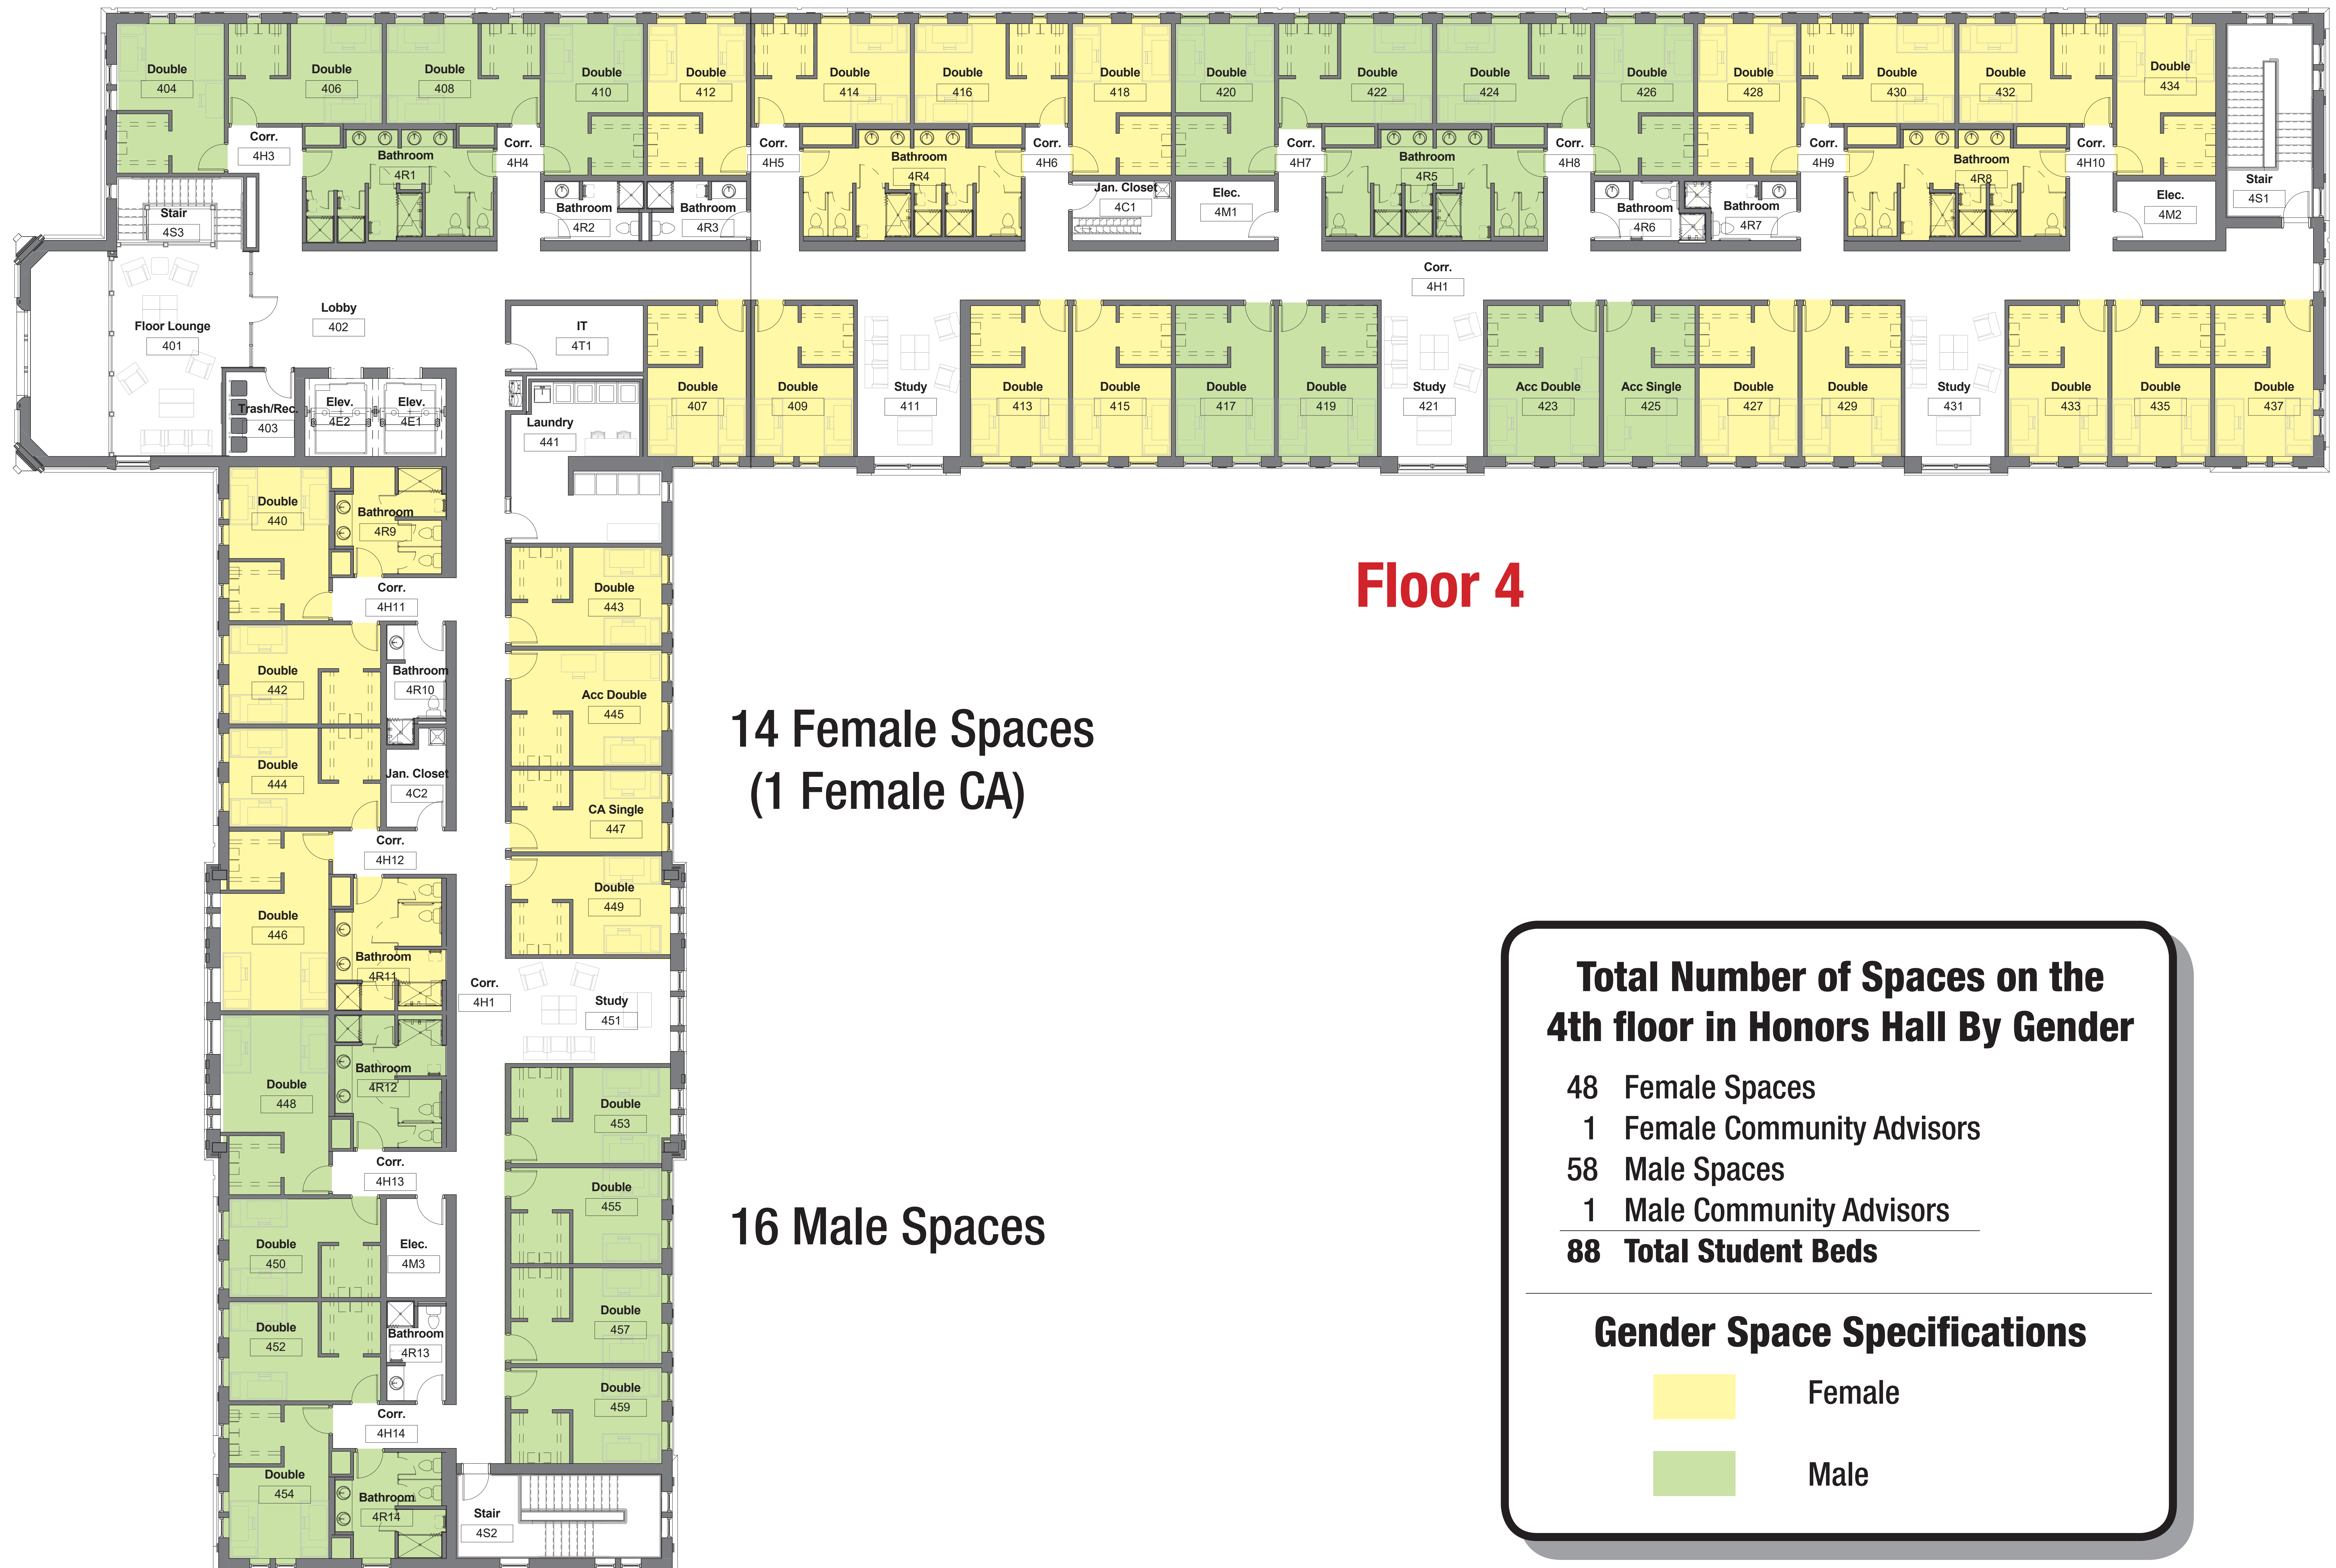 Double
404
Double
406
Double
408
Double
410
Double
412
Double
414
Double
416
Double
418
Double
420
Double
422
Double
424
Double
426
Double
428
Double
430
Double
432
Double
434
Corr.
4H3
Bathroom
4R1
Corr.
4H4
Corr.
4H5
Bathroom
4R4
Corr.
4H6
Corr.
4H7
Bathroom
4R5
Corr.
4H8
Corr.
4H9
Bathroom
4R8
Corr.
4H10
Stair
4S3
Bathroom
4R2
Bathroom
4R3
Jan. Closet
4C1
Elec.
4M1
Bathroom
4R6
Bathroom
4R7
Elec.
4M2
Stair
4S1
Floor Lounge
401
Lobby
402
Corr.
4H1
IT
4T1
Trash/Rec.
403
Elev.
4E2
Elev.
4E1
Laundry
441
Double
407
Double
409
Study
411
Double
413
Double
415
Double
417
Double
419
Study
421
Acc Double
423
Acc Single
425
Double
427
Double
429
Study
431
Double
433
Double
435
Double
437
Floor 4
Double
440
Bathroom
4R9
Corr.
4H11
Double
443
Double
442
Bathroom
4R10
Acc Double
445
Double
444
Jan. Closet
4C2
CA Single
447
Corr.
4H12
Double
449
Double
446
Bathroom
4R11
Corr.
4H1
Study
451
14 Female Spaces
(1 Female CA)
Double
448
Bathroom
4R12
Double
453
Corr.
4H13
Double
455
Double
450
Elec.
4M3
Double
457
Double
452
Bathroom
4R13
Double
459
Corr.
4H14
Double
454
Bathroom
4R14
Stair
4S2
16 Male Spaces
Total Number of Spaces on the
4th floor in Honors Hall By Gender
48 Female Spaces
1 Female Community Advisors
58 Male Spaces
1 Male Community Advisors
88 Total Student Beds
Gender Space Specifications
Female
Male